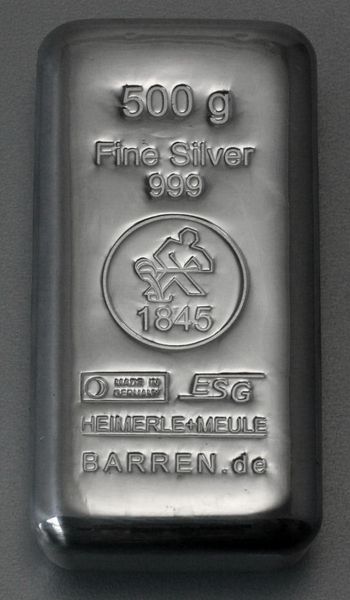 500 g
Fine Silver
999
1845
MADE IN GERMANY ESG
HEIMERLE+MEULE
BARREN.de